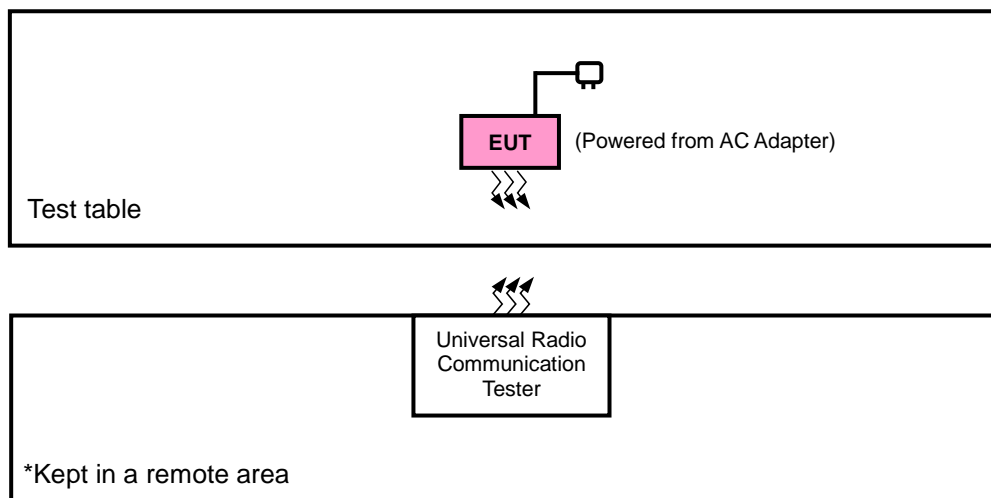 EUT
(Powered from AC Adapter)
Test table
Universal Radio
Communication
Tester
*Kept in a remote area